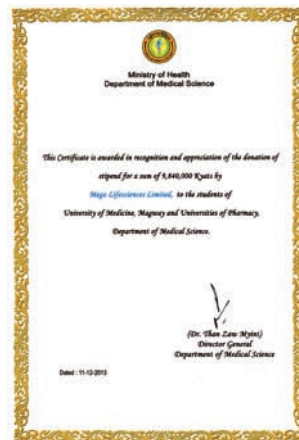 Ministry of Health
Department of Medical Science
This Certificate is awarded in recognition and appreciation of the donation of
stipend for a sum of 9,840,000 Kyats by
Mega Lifesciences Limited, to the students of
University of Medicine, Magway and Universities of Pharmacy,
Department of Medical Science.
(Dr. Than Zaw Myint)
Director General
Department of Medical Science
Dated : 11-12-2013